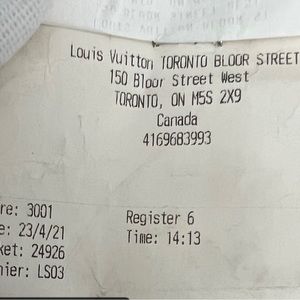 Louis Vuitton TORONTO BLOOR STREET
150 Bloor Street West
TORONTO, ON M5S 2X9
Canada
4169683993
re: 3001
Register 6
e: 23/4/21
Time: 14:13
ket: 24926
nier: LS03